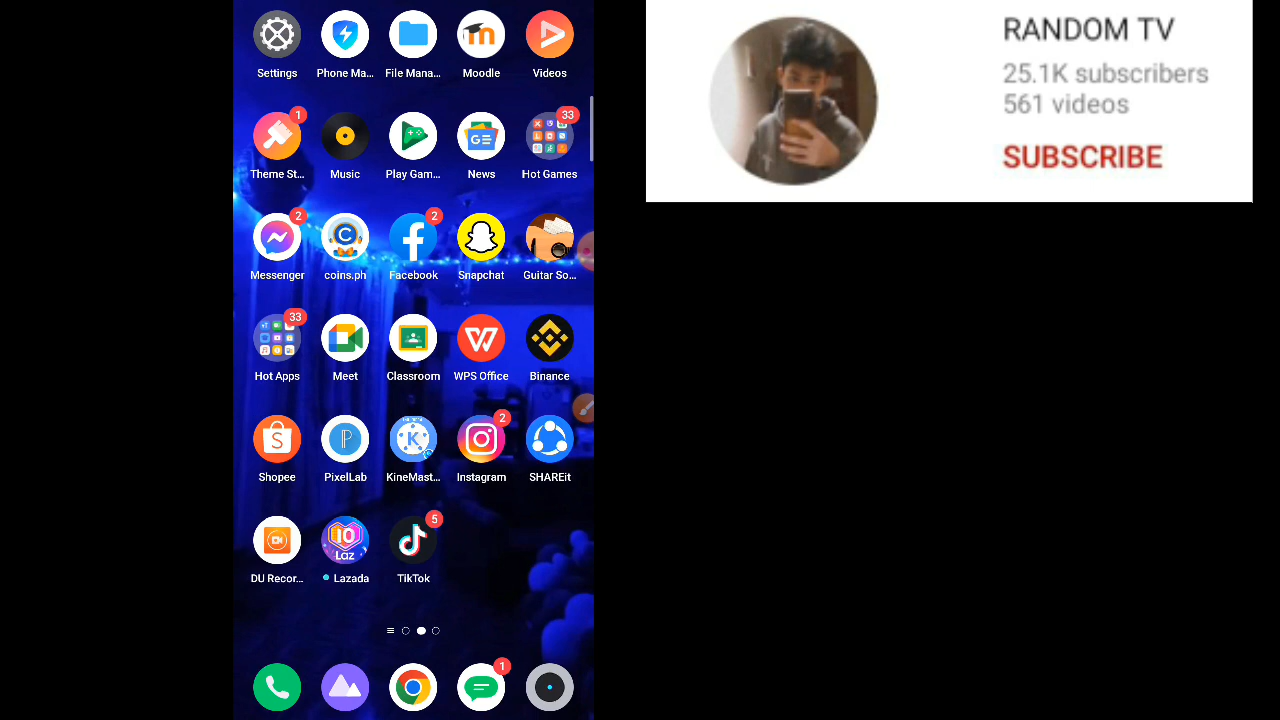 RANDOM TV
25.1K subscribers
561 videos
SUBSCRIBE
Settings
Phone Ma...
File Mana...
Moodle
Videos
1
33
Theme St...
Music
Play Gam...
News
Hot Games
2
2
Messenger
coins.ph
Facebook
Snapchat
Guitar So...
33
Hot Apps
Meet
Classroom
WPS Office
Binance
2
Shopee
PixelLab
KineMast...
Instagram
SHAREit
10
Laz
5
DU Recor...
Lazada
TikTok
1